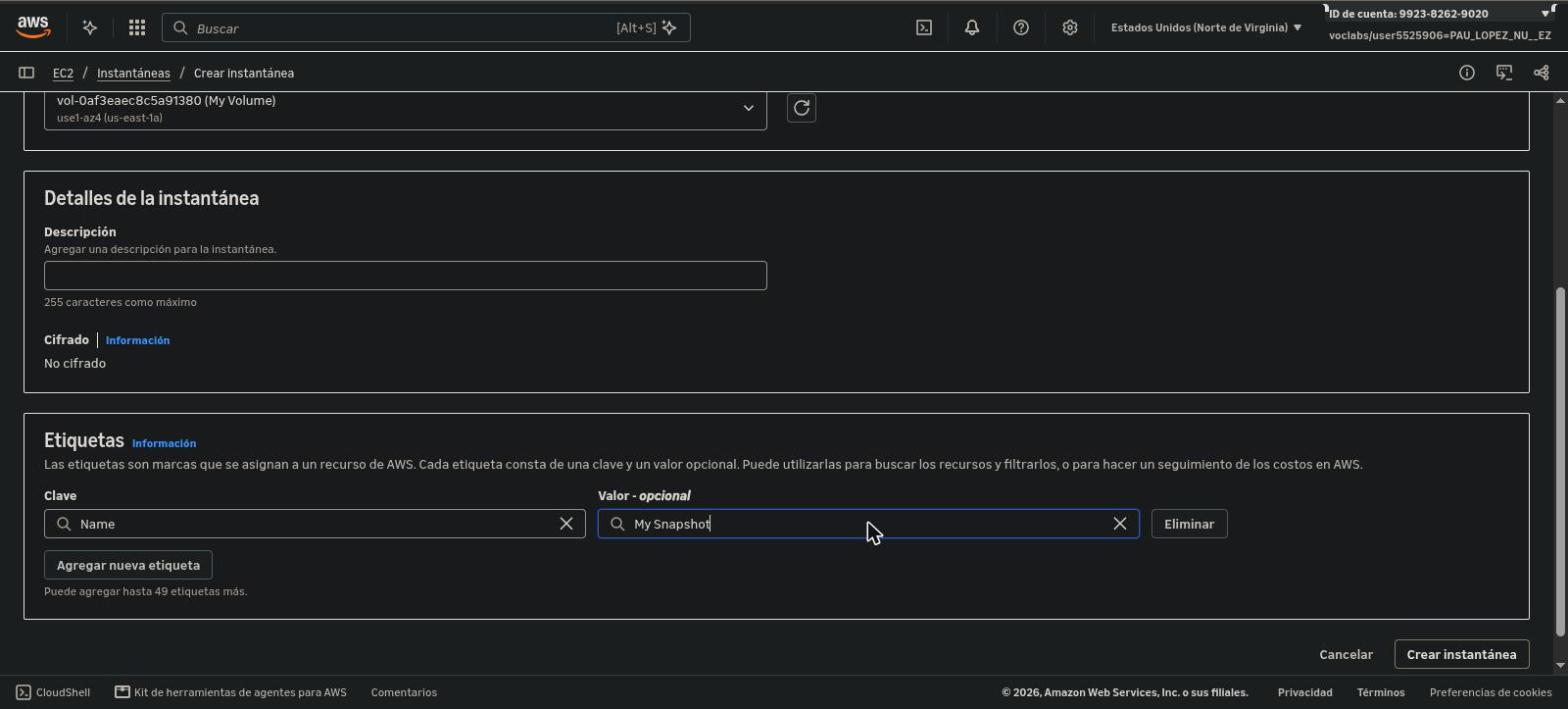 aws
Buscar [Alt+S]
Estados Unidos (Norte de Virginia)
ID de cuenta: 9923-8262-9020
voclabs/user5525906=PAU_LOPEZ_NU__EZ
EC2 / Instantáneas / Crear instantánea
vol-0af3eaec8c5a91380 (My Volume)
use1-az4 (us-east-1a)
Detalles de la instantánea
Descripción
Agregar una descripción para la instantánea.
255 caracteres como máximo
Cifrado | Información
No cifrado
Etiquetas Información
Las etiquetas son marcas que se asignan a un recurso de AWS. Cada etiqueta consta de una clave y un valor opcional. Puede utilizarlas para buscar los recursos y filtrarlos, o para hacer un seguimiento de los costos en AWS.
Clave Valor - opcional
Name My Snapshot Eliminar
Agregar nueva etiqueta
Puede agregar hasta 49 etiquetas más.
Cancelar Crear instantánea
CloudShell Kit de herramientas de agentes para AWS Comentarios © 2026, Amazon Web Services, Inc. o sus filiales. Privacidad Términos Preferencias de cookies